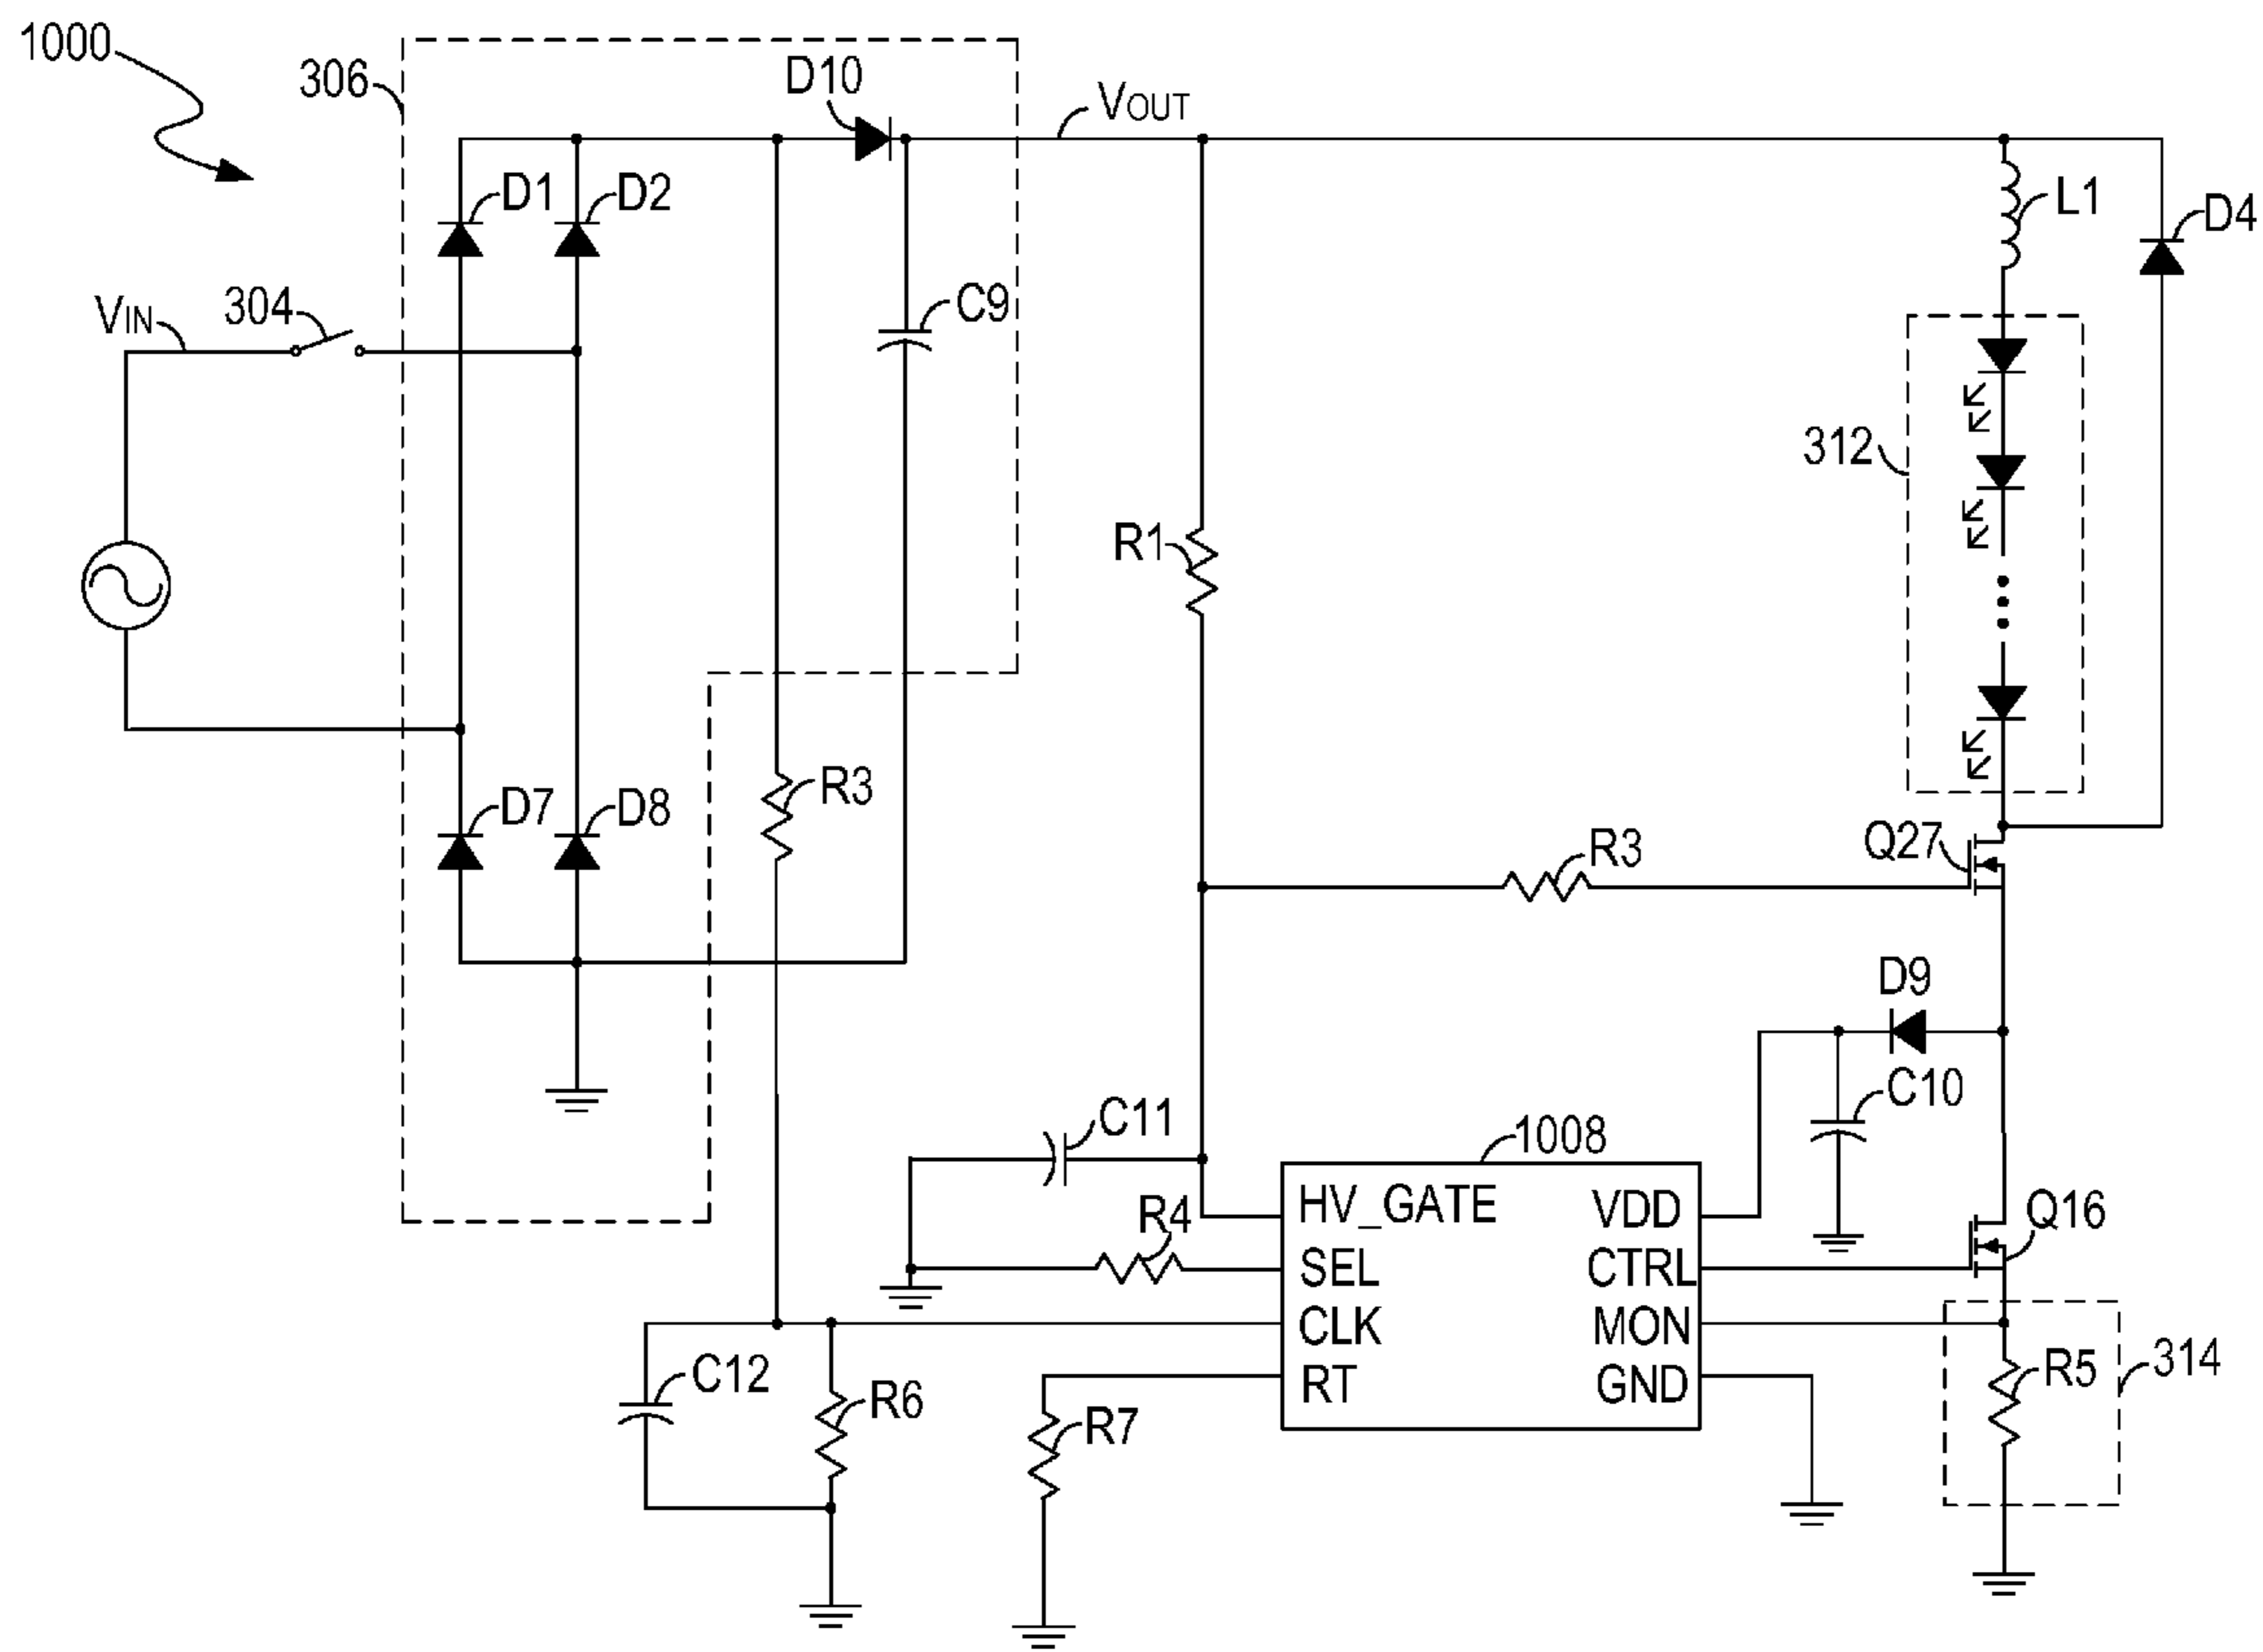 1000
306
D10
VOUT
D1
D2
L1
D4
VIN
304
C9
312
R1
R3
D7
D8
Q27
R3
D9
C10
C11
1008
R4
HV_GATE
VDD
Q16
SEL
CTRL
CLK
MON
C12
R6
RT
GND
R5
314
R7